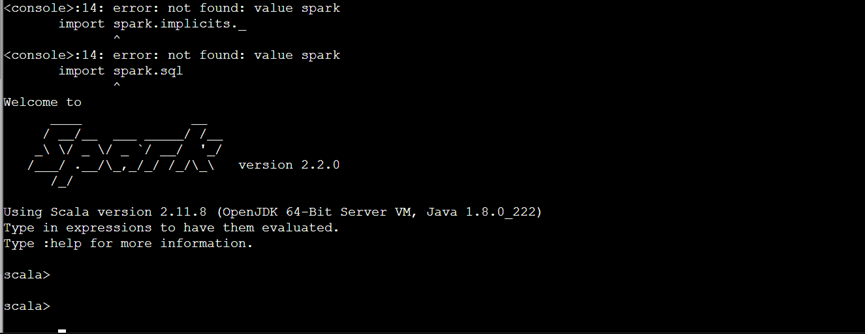 <console>:14: error: not found: value spark
       import spark.implicits._
              ^
<console>:14: error: not found: value spark
       import spark.sql
              ^
Welcome to
      ____              __
     / __/__  ___ _____/ /__
    _\ \/ _ \/ _ `/ __/  '_/
   /___/ .__/\_,_/_/ /_/\_\   version 2.2.0
      /_/

Using Scala version 2.11.8 (OpenJDK 64-Bit Server VM, Java 1.8.0_222)
Type in expressions to have them evaluated.
Type :help for more information.

scala>

scala>